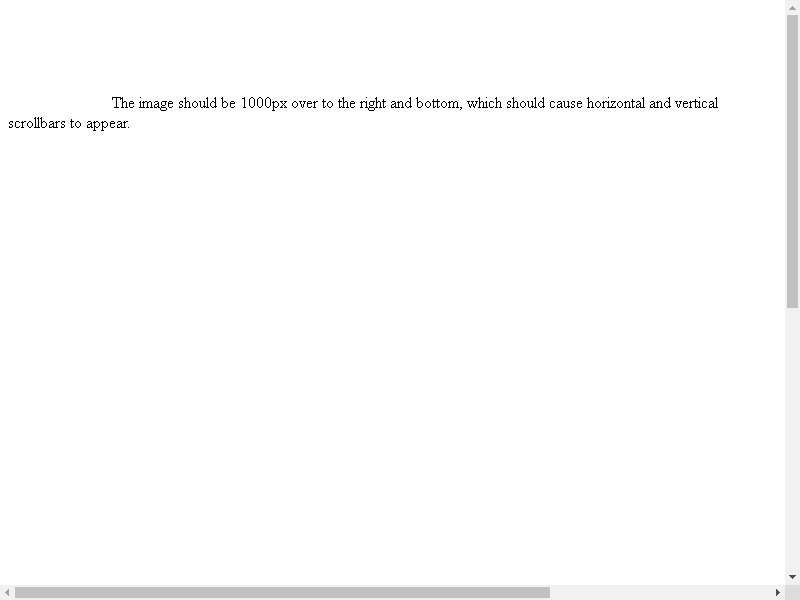 The image should be 1000px over to the right and bottom, which should cause horizontal and vertical
scrollbars to appear.